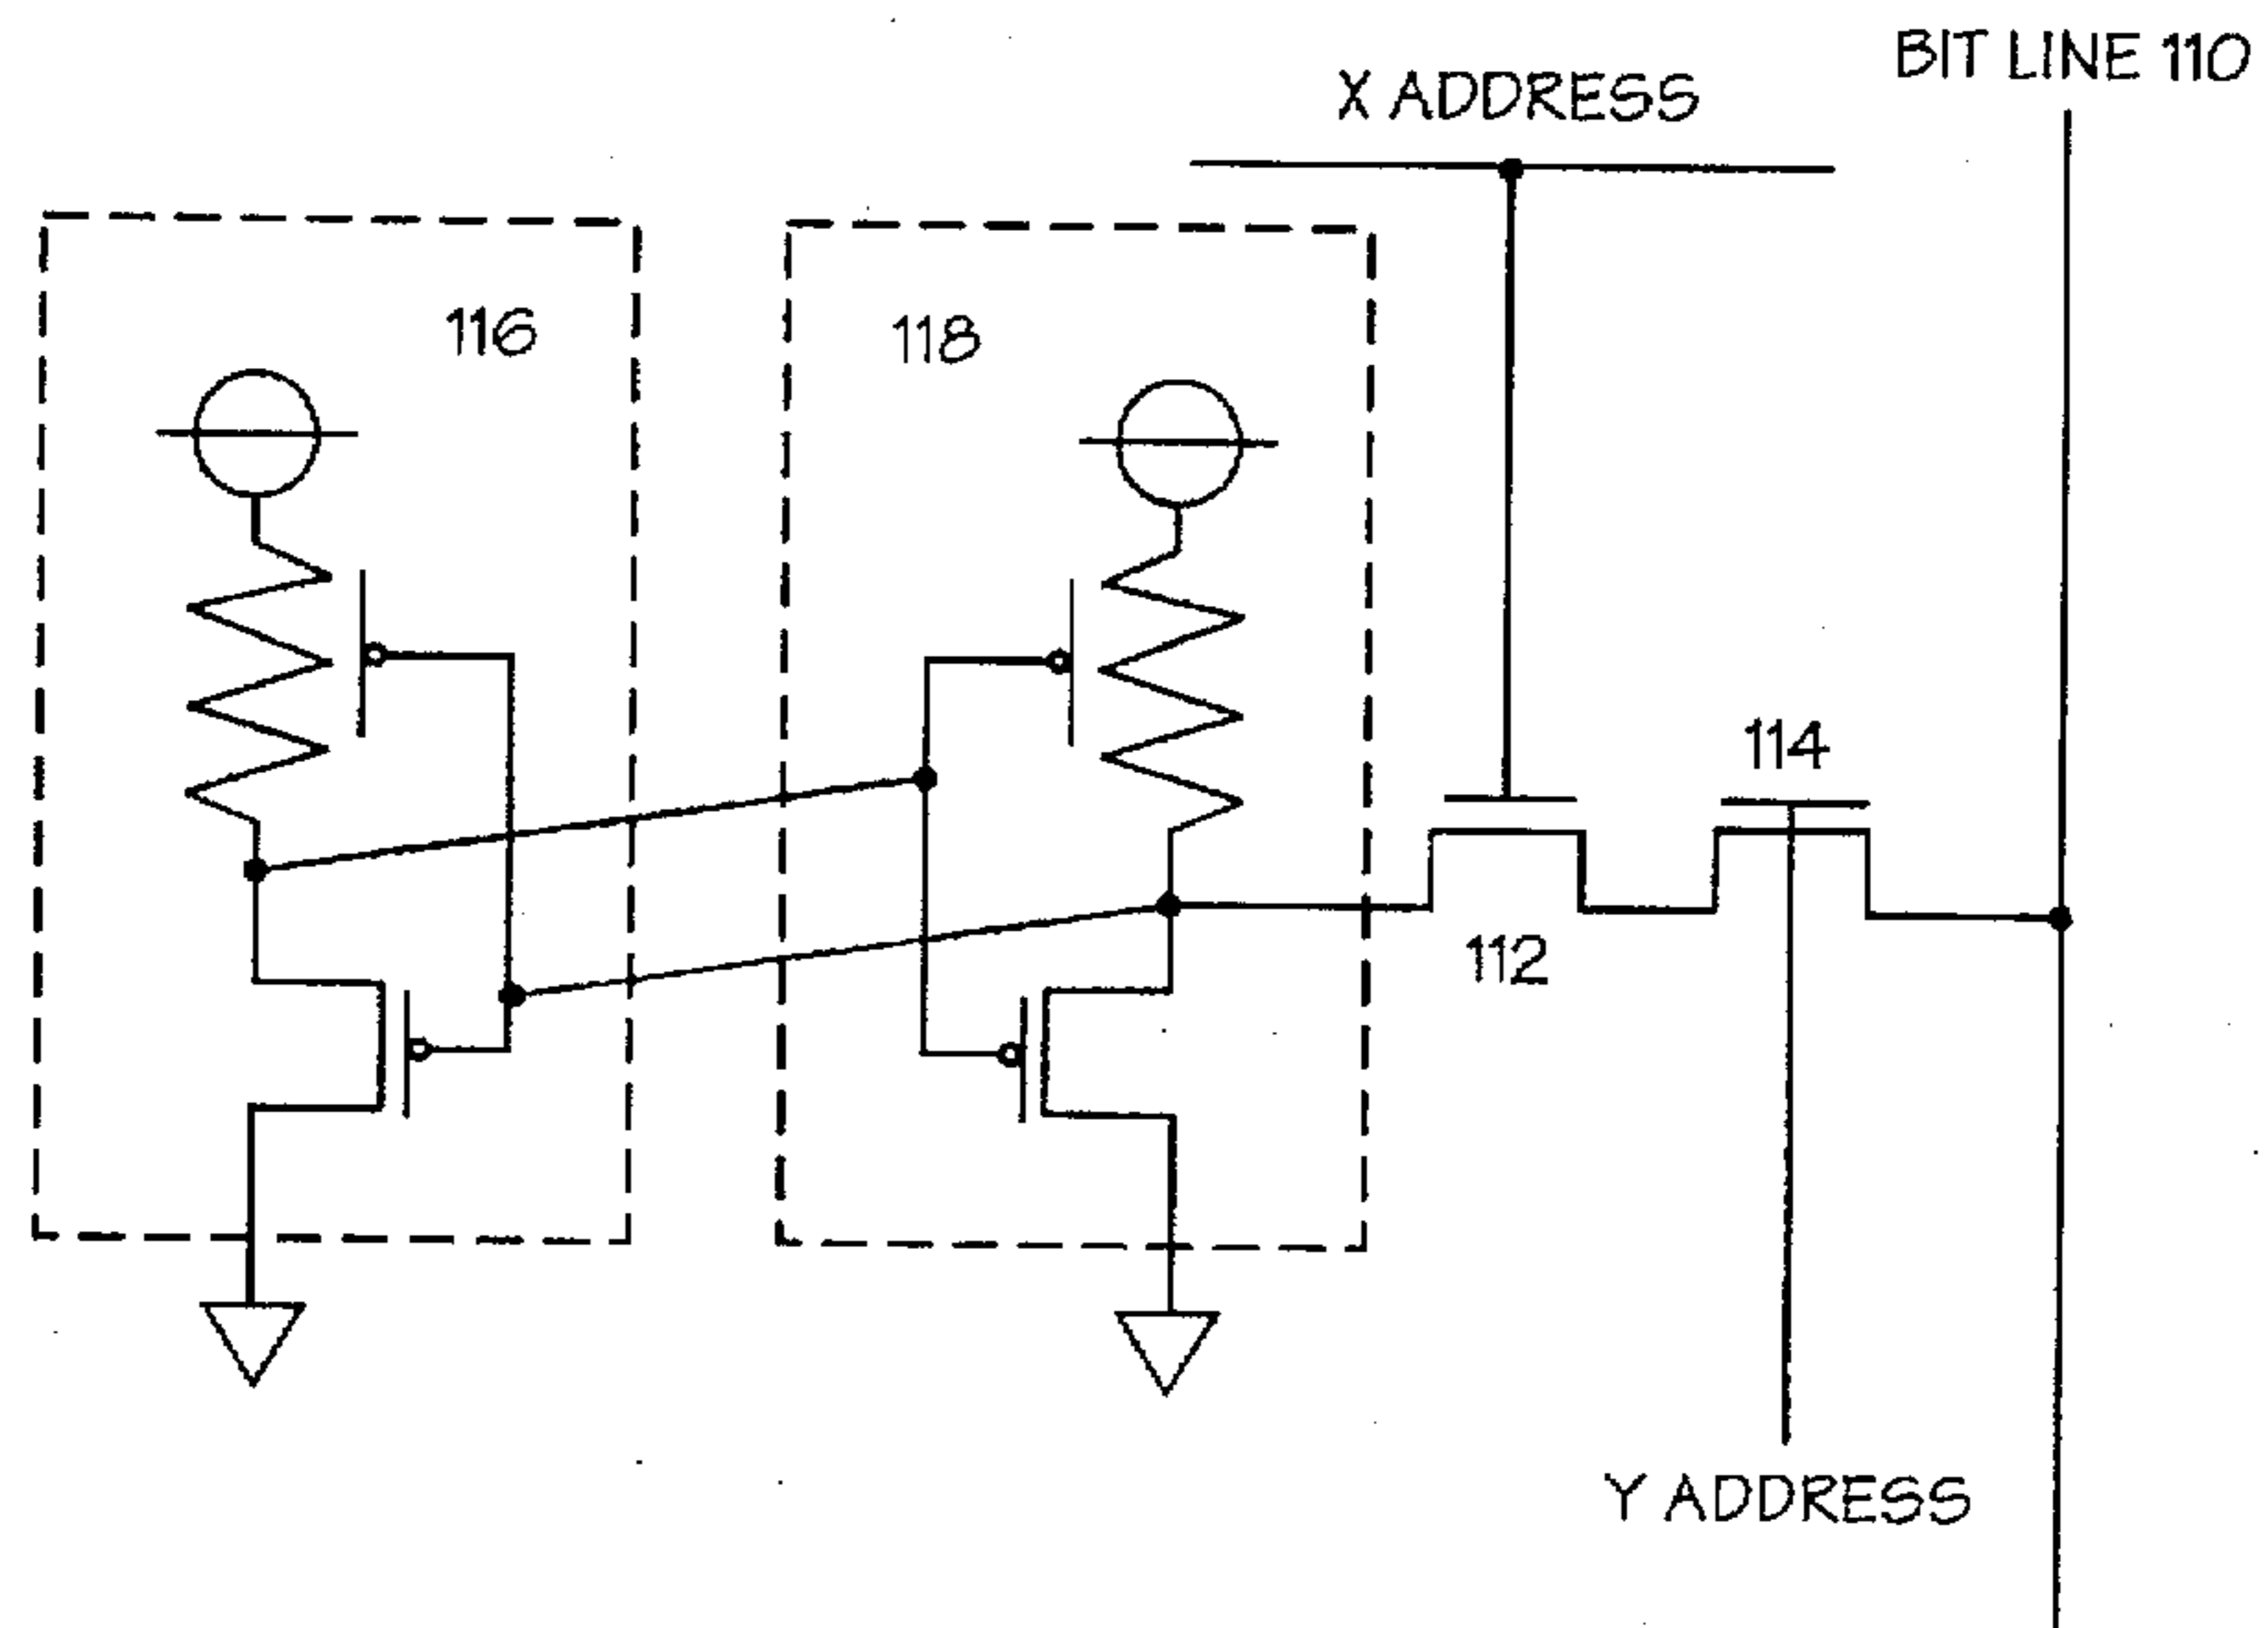 BIT LINE 110
X ADDRESS
116
118
114
112
Y ADDRESS